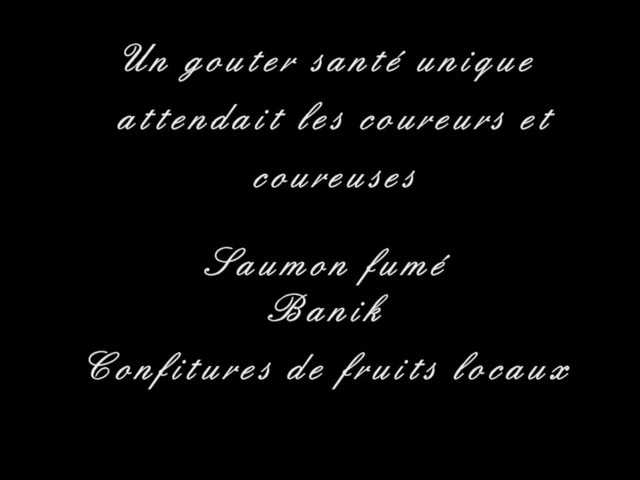 Un gouter santé unique
attendait les coureurs et
coureuses
Saumon fumé
Banik
Confitures de fruits locaux